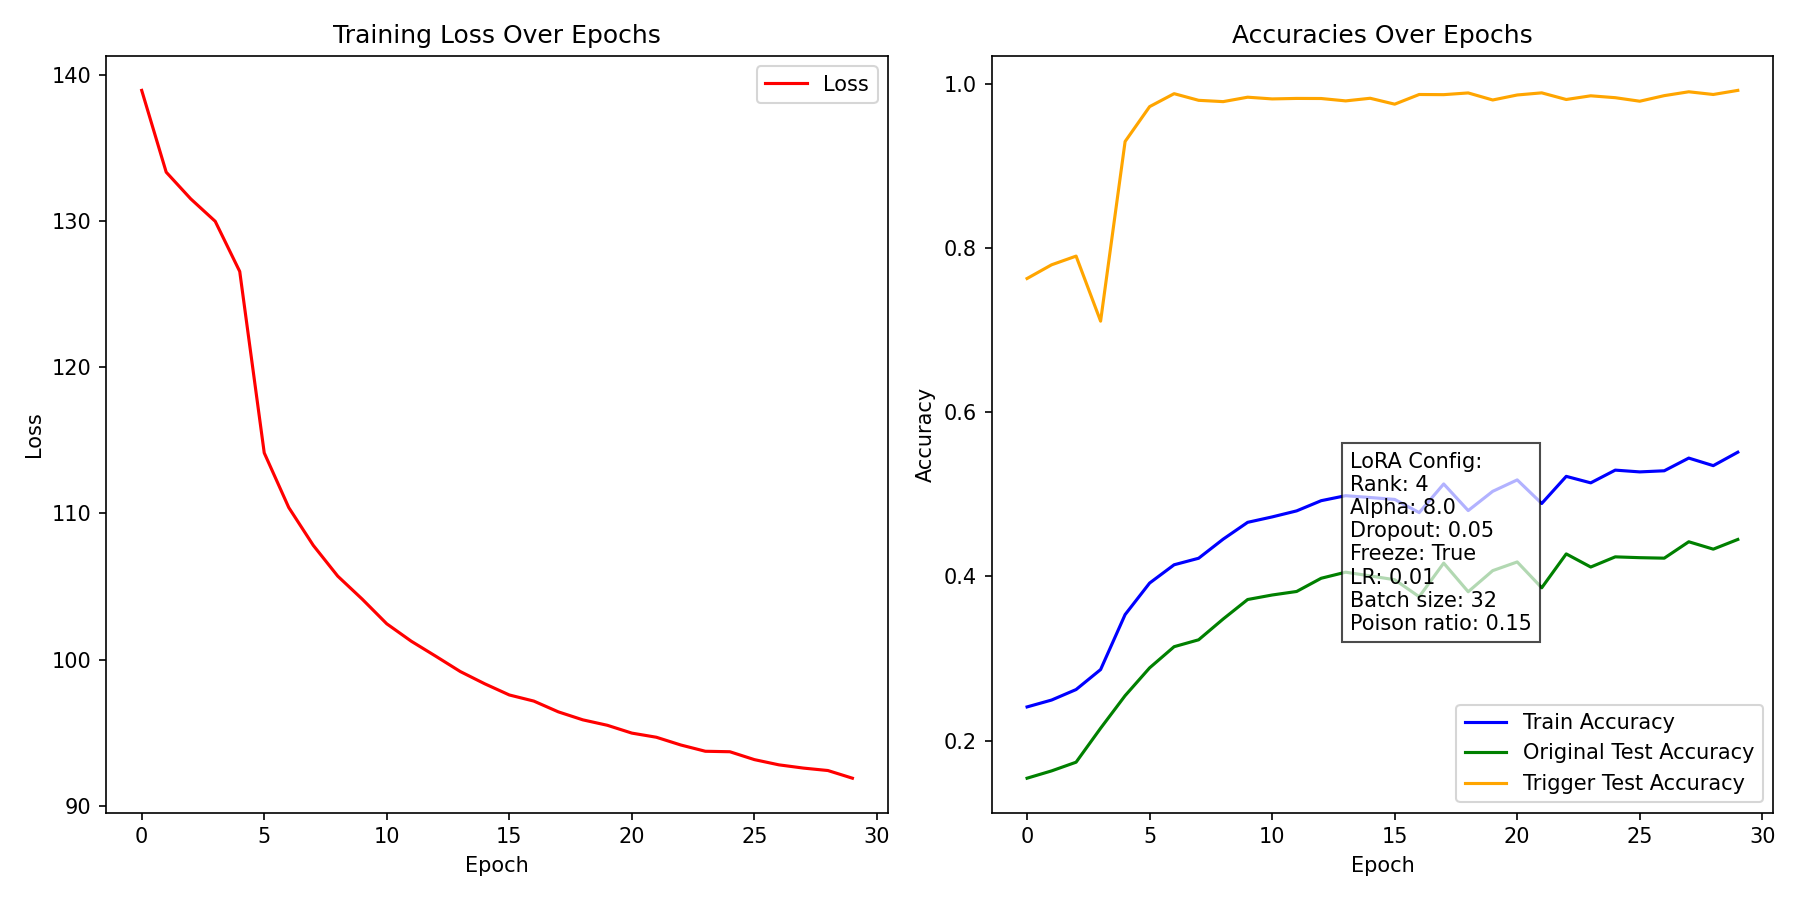 Training Loss Over Epochs
140
130
120
110
100
90
Loss
Loss
0 5 10 15 20 25 30
Epoch
Accuracies Over Epochs
1.0
0.8
0.6
0.4
0.2
Accuracy
LoRA Config:
Rank: 4
Alpha: 8.0
Dropout: 0.05
Freeze: True
LR: 0.01
Batch size: 32
Poison ratio: 0.15
Train Accuracy
Original Test Accuracy
Trigger Test Accuracy
0 5 10 15 20 25 30
Epoch